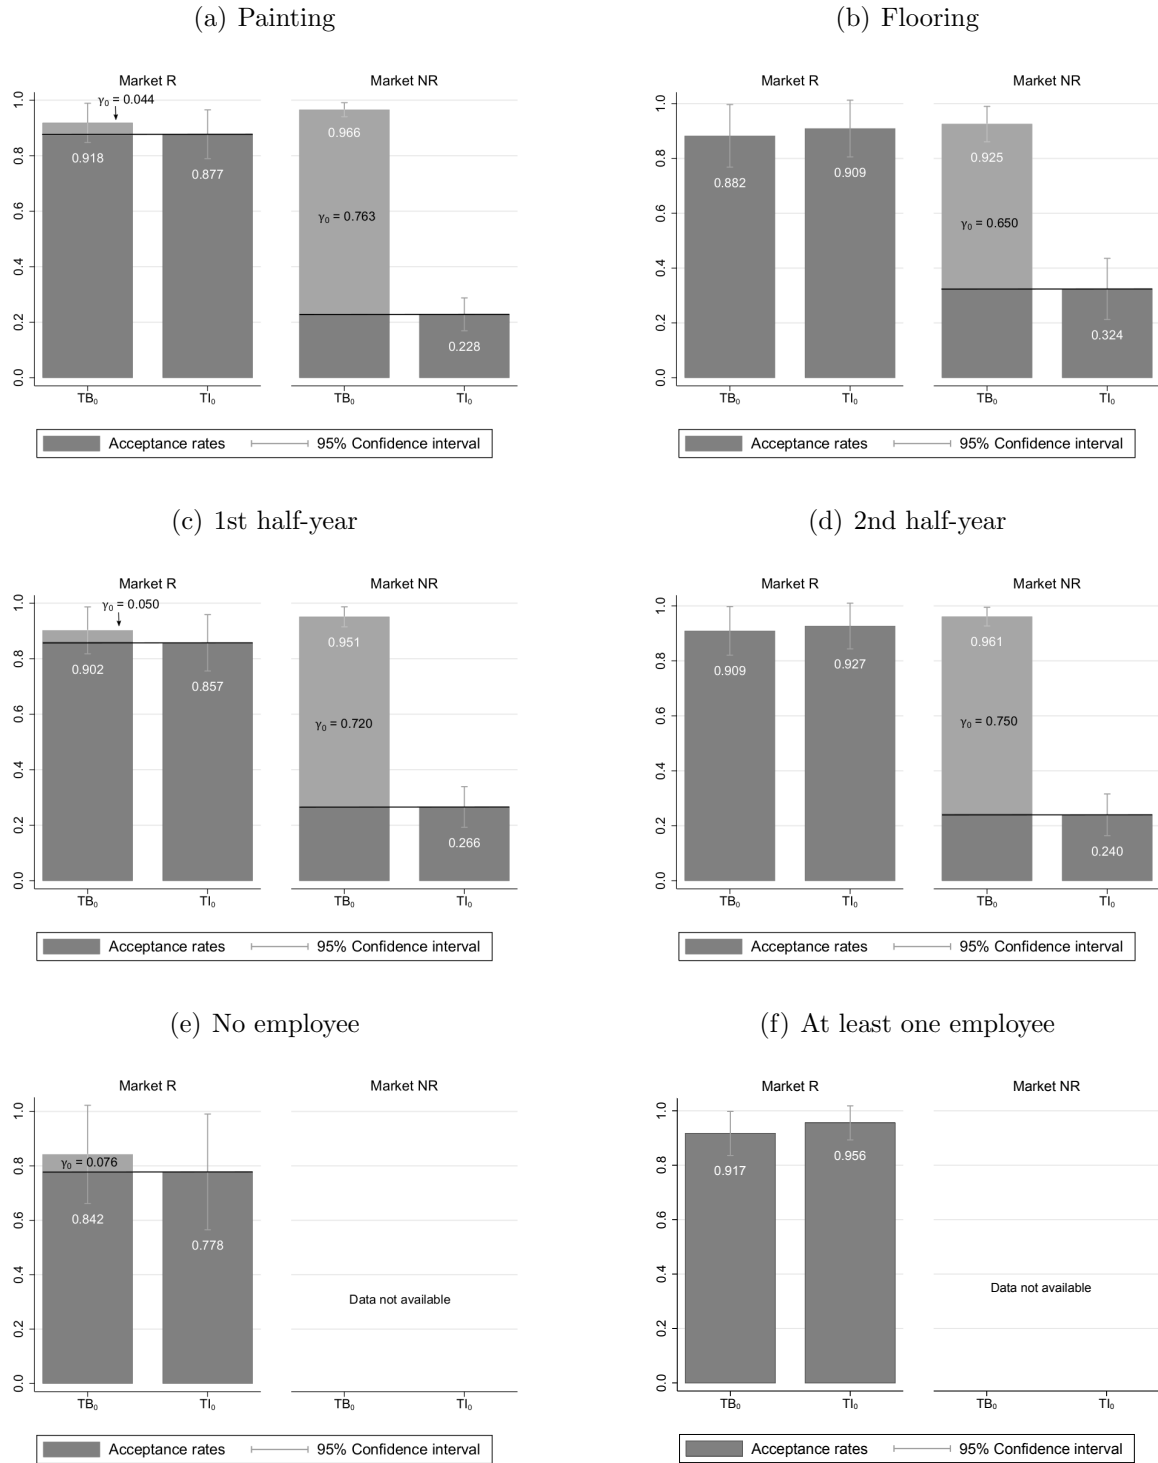 (a) Painting
(b) Flooring
Market R
Market NR
1.0
0.8
0.6
0.4
0.2
0.0
γ₀ = 0.044
0.918
0.877
0.966
γ₀ = 0.763
0.228
TB₀
TI₀
TB₀
TI₀
Acceptance rates
95% Confidence interval
Market R
Market NR
1.0
0.8
0.6
0.4
0.2
0.0
0.882
0.909
0.925
γ₀ = 0.650
0.324
TB₀
TI₀
TB₀
TI₀
Acceptance rates
95% Confidence interval
(c) 1st half-year
(d) 2nd half-year
Market R
Market NR
1.0
0.8
0.6
0.4
0.2
0.0
γ₀ = 0.050
0.902
0.857
0.951
γ₀ = 0.720
0.266
TB₀
TI₀
TB₀
TI₀
Acceptance rates
95% Confidence interval
Market R
Market NR
1.0
0.8
0.6
0.4
0.2
0.0
0.909
0.927
0.961
γ₀ = 0.750
0.240
TB₀
TI₀
TB₀
TI₀
Acceptance rates
95% Confidence interval
(e) No employee
(f) At least one employee
Market R
Market NR
1.0
0.8
0.6
0.4
0.2
0.0
γ₀ = 0.076
0.842
0.778
Data not available
TB₀
TI₀
TB₀
TI₀
Acceptance rates
95% Confidence interval
Market R
Market NR
1.0
0.8
0.6
0.4
0.2
0.0
0.917
0.956
Data not available
TB₀
TI₀
TB₀
TI₀
Acceptance rates
95% Confidence interval